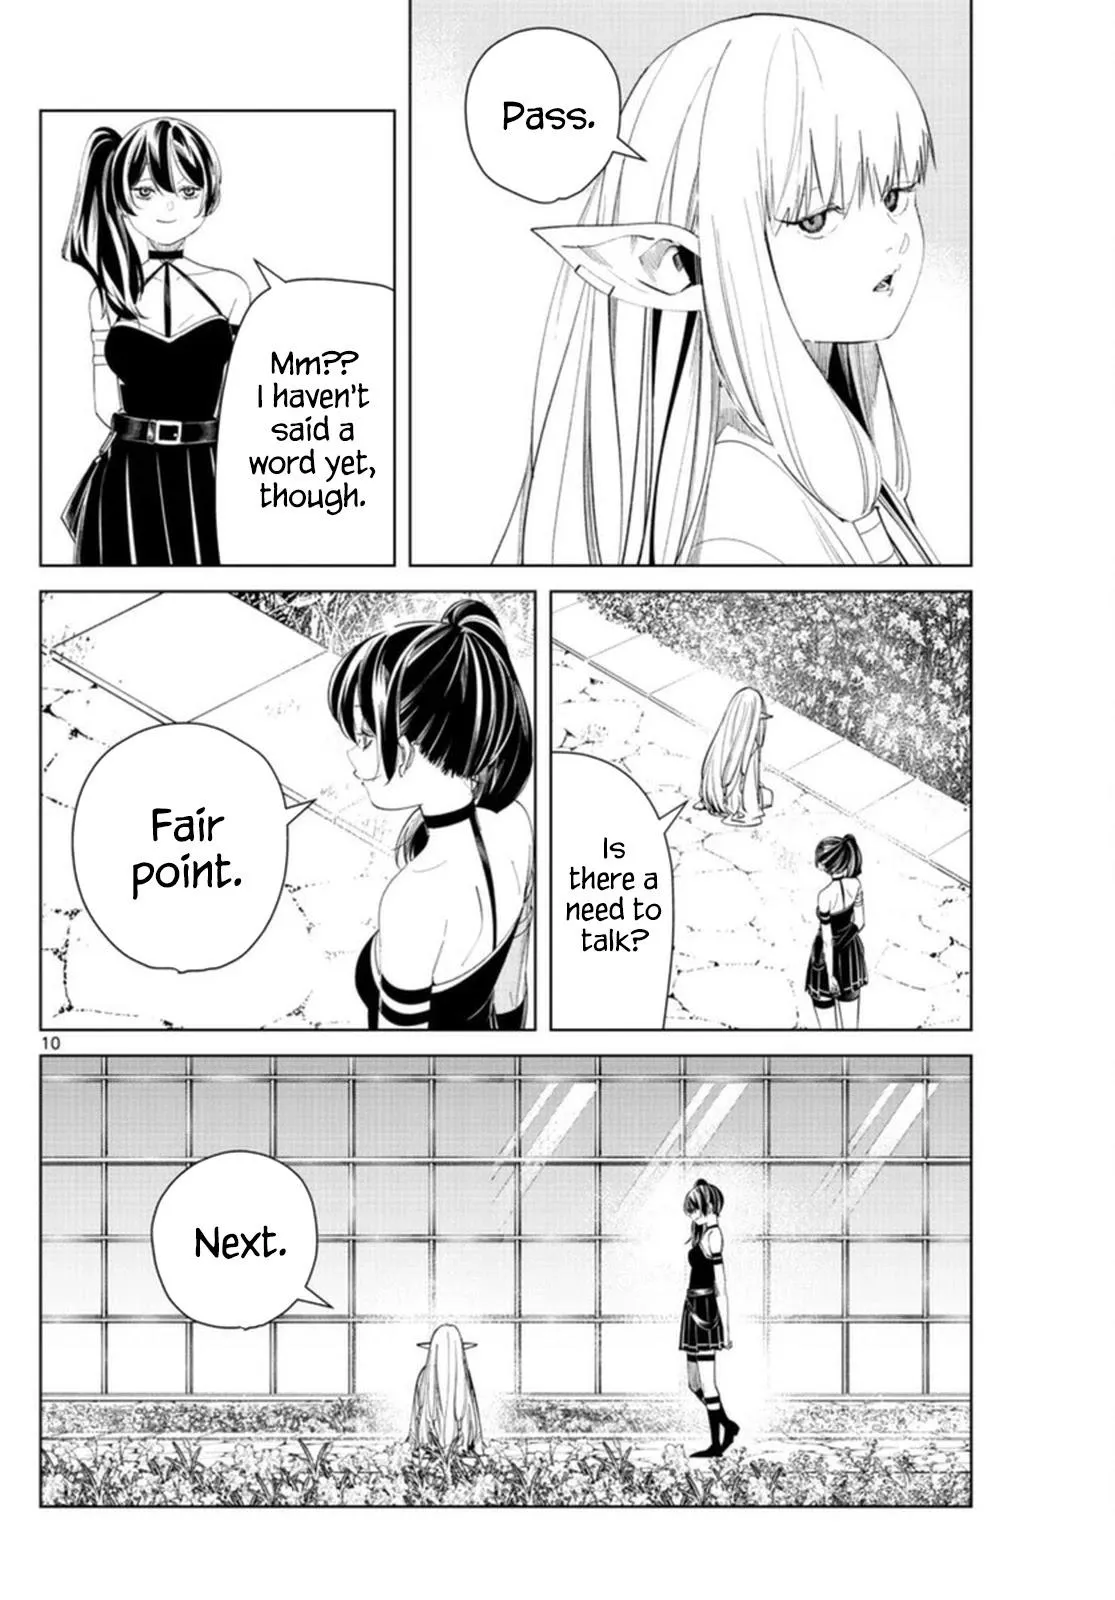 Pass.
Mm??
I haven't
said a
word yet,
though.
Is
there a
need to
talk?
Fair
point.
10
Next.